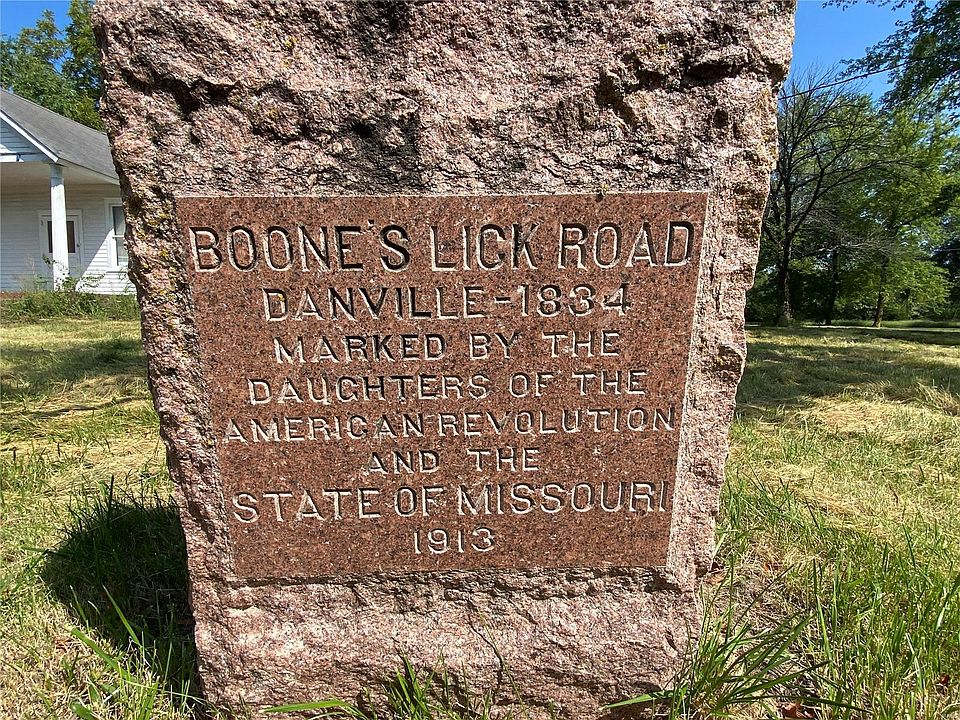 BOONE'S LICK ROAD
DANVILLE-1834
MARKED BY THE
DAUGHTERS OF THE
AMERICAN REVOLUTION
AND THE
STATE OF MISSOURI
1913